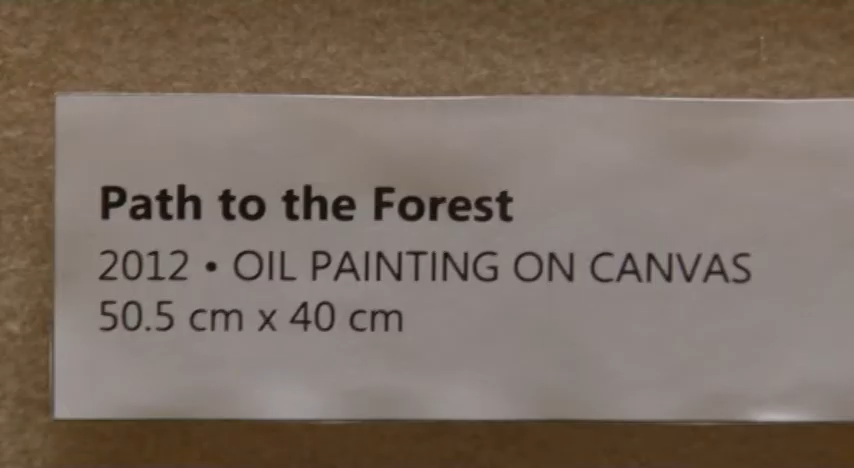 Path to the Forest
2012 • OIL PAINTING ON CANVAS
50.5 cm x 40 cm